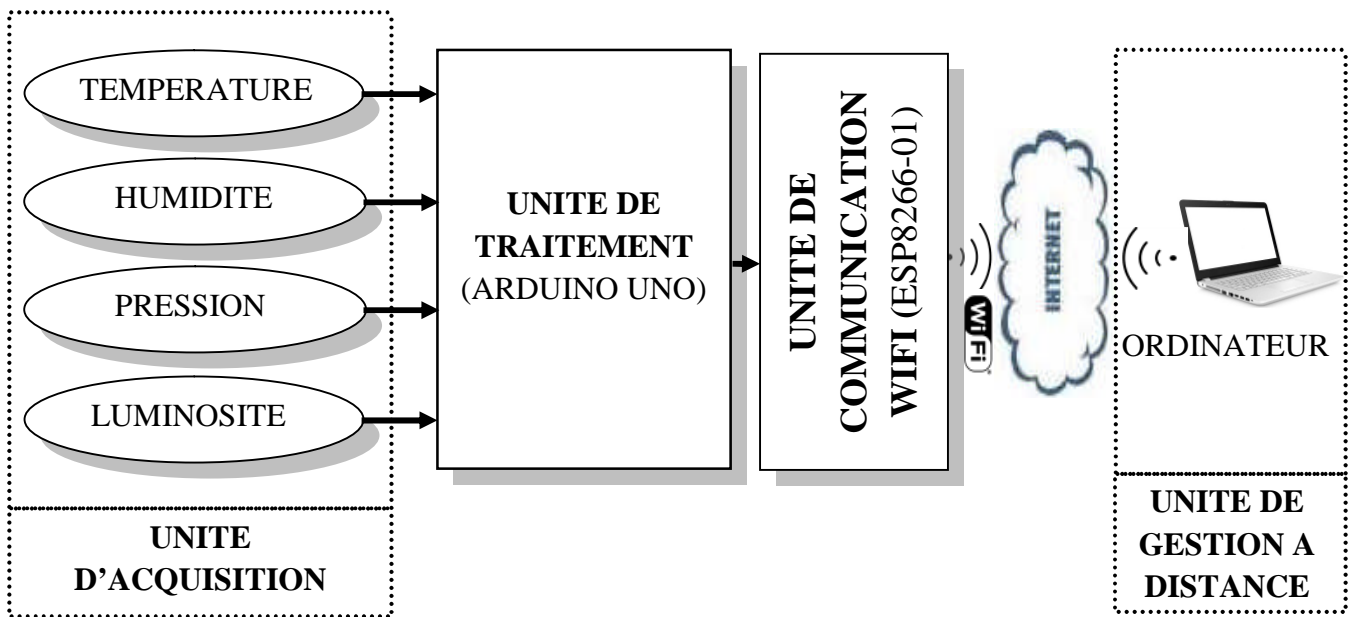 TEMPERATURE
HUMIDITE
PRESSION
LUMINOSITE
UNITE
D’ACQUISITION
UNITE DE
TRAITEMENT
(ARDUINO UNO)
UNITE DE
COMMUNICATION
WIFI (ESP8266-01)
WiFi
INTERNET
ORDINATEUR
UNITE DE
GESTION A
DISTANCE